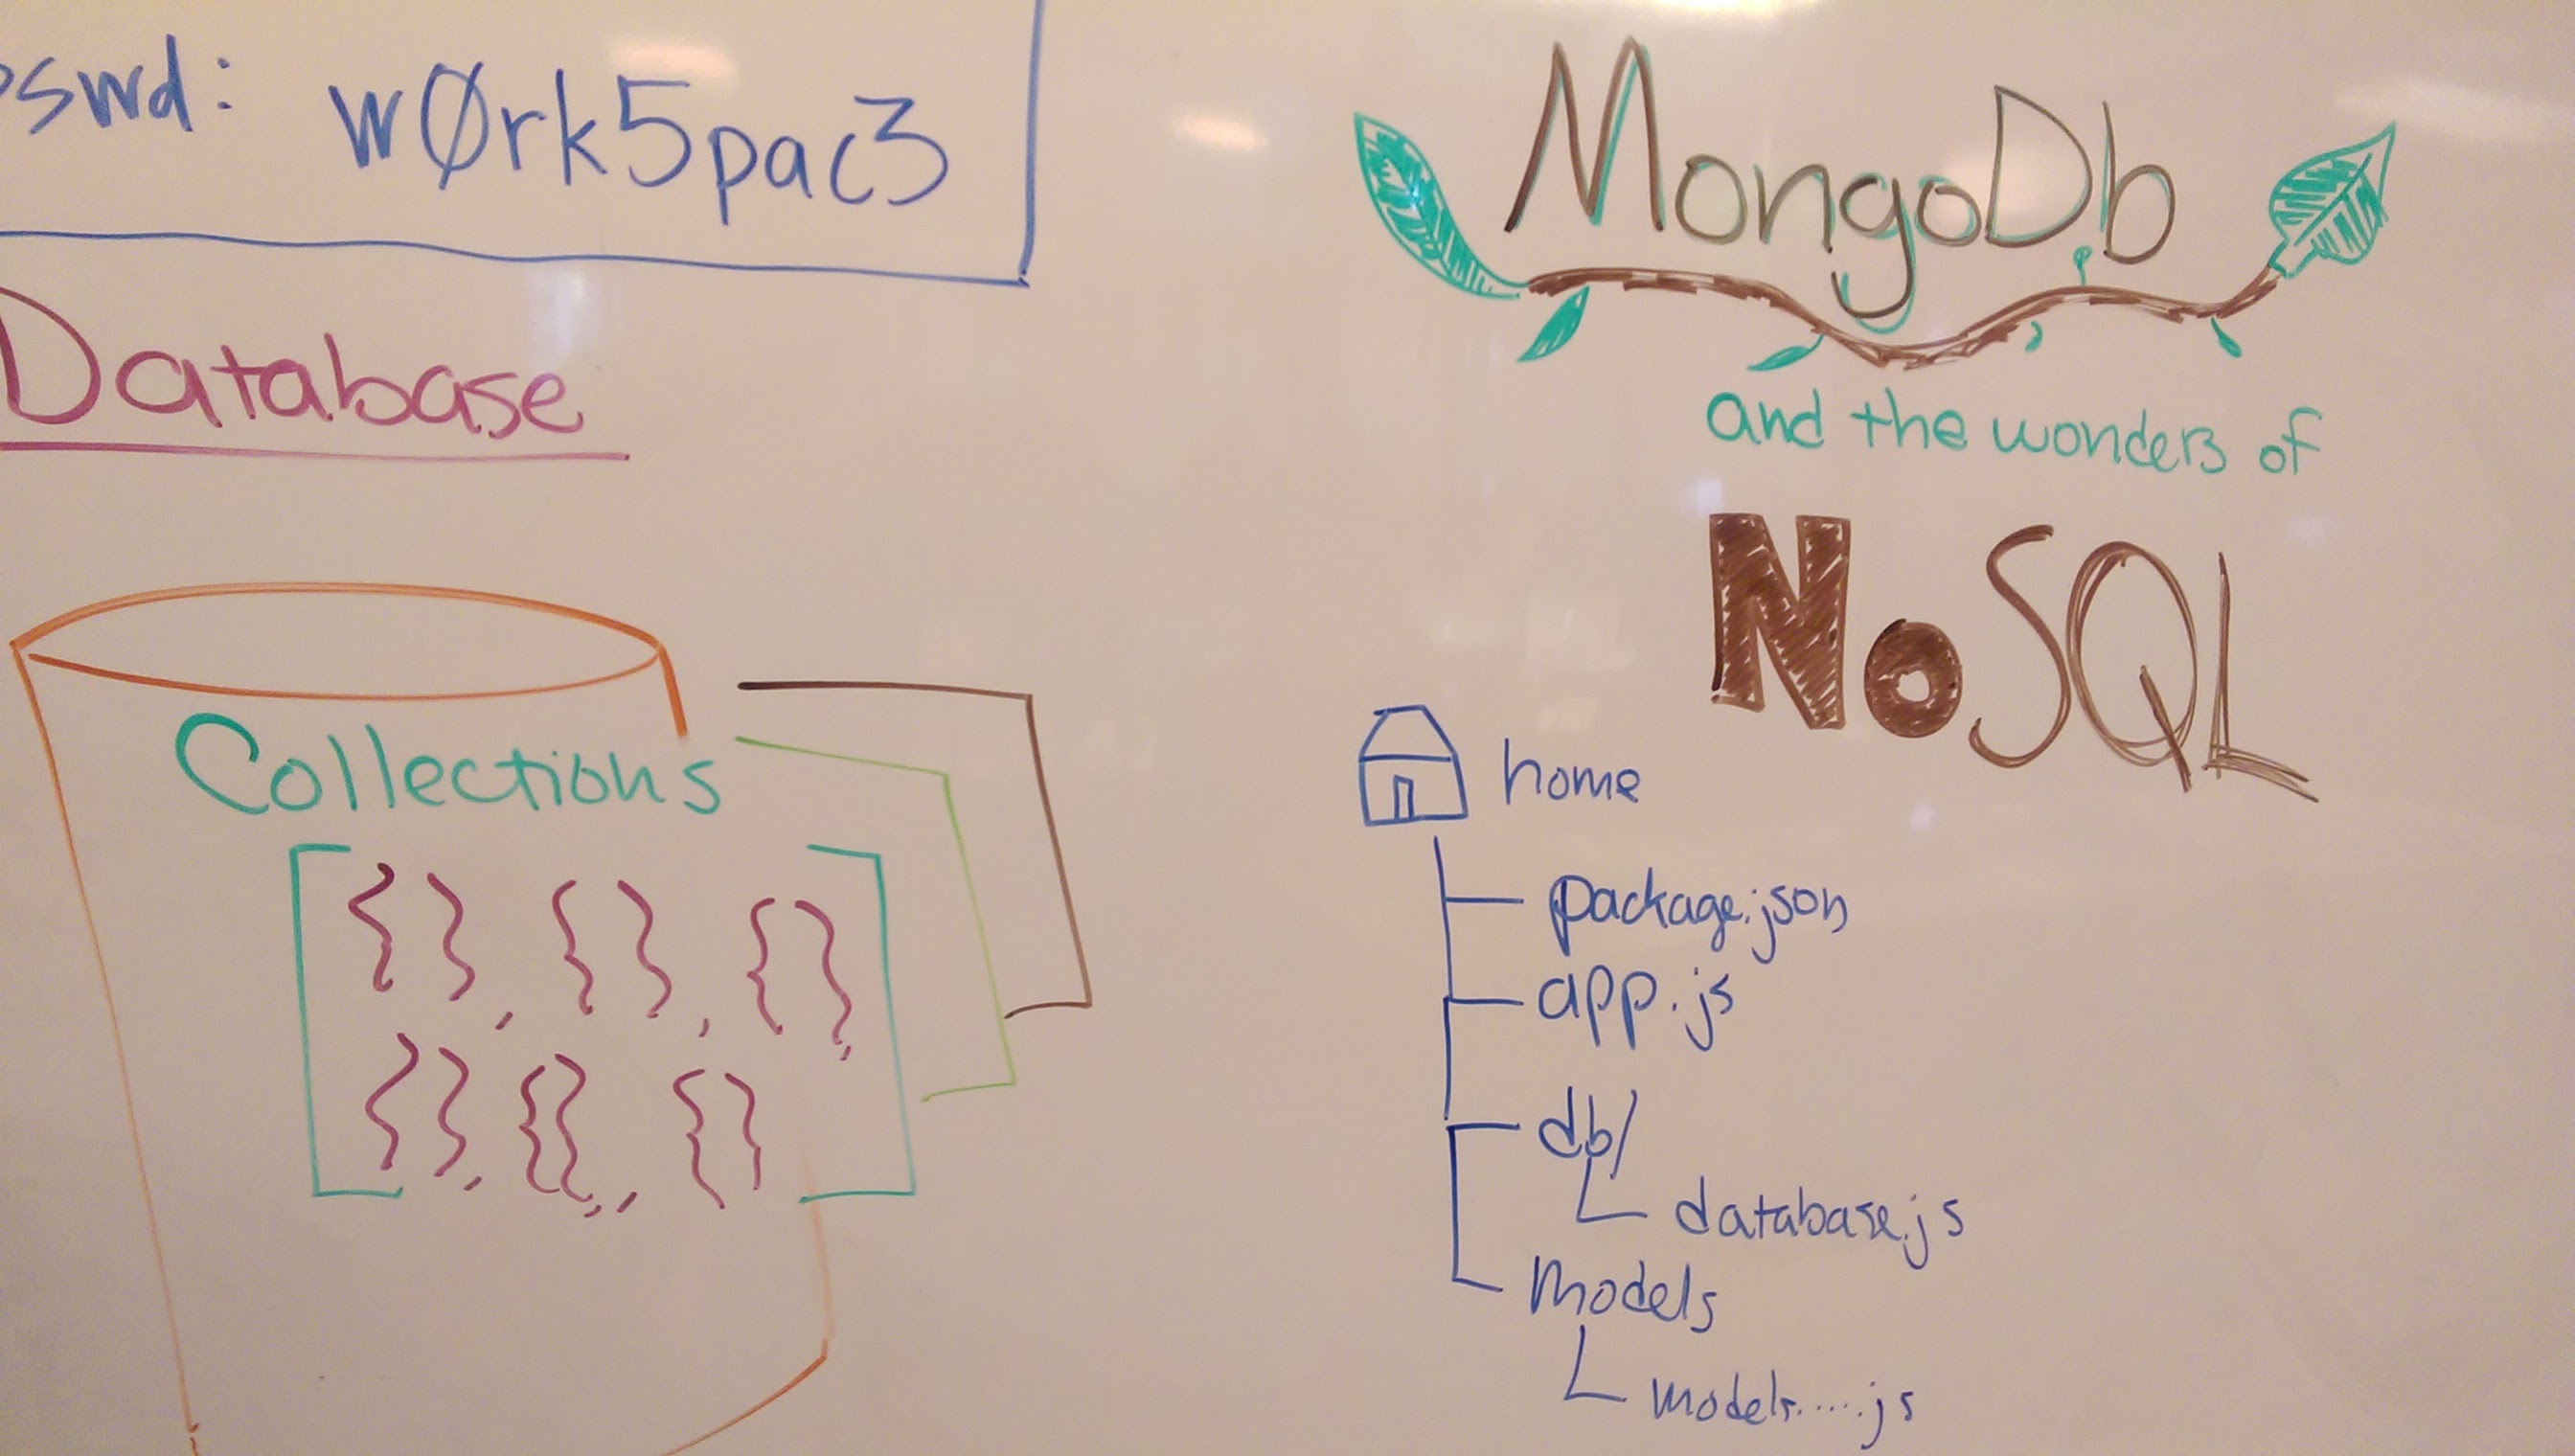 pswd: wØrk5pac3
Database
Collections
[ { }, { }, { },
{ }, { }, , { } ]
MongoDb
and the wonders of
NoSQL
home
package.json
app.js
db/
database.js
Models
models.....js